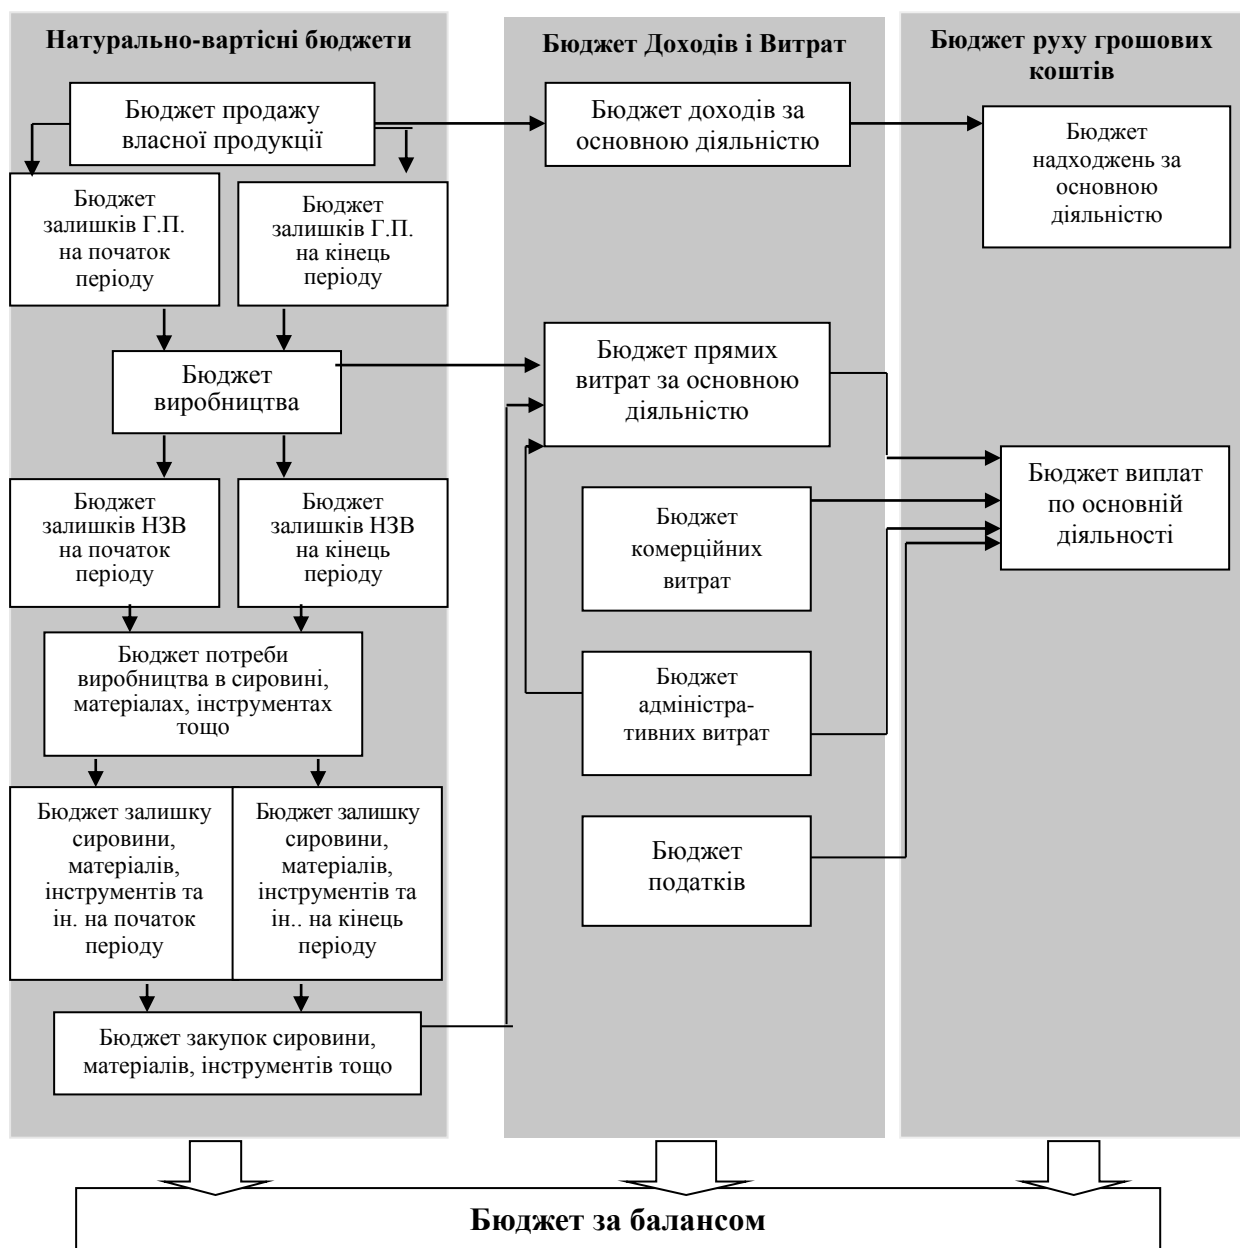 Натурально-вартісні бюджети
Бюджет продажу
власної продукції
Бюджет
залишків Г.П.
на початок
періоду
Бюджет
залишків Г.П.
на кінець
періоду
Бюджет
виробництва
Бюджет
залишків НЗВ
на початок
періоду
Бюджет
залишків НЗВ
на кінець
періоду
Бюджет потреби
виробництва в сировині,
матеріалах, інструментах
тощо
Бюджет залишку
сировини,
матеріалів,
інструментів та
ін. на початок
періоду
Бюджет залишку
сировини,
матеріалів,
інструментів та
ін.. на кінець
періоду
Бюджет закупок сировини,
матеріалів, інструментів тощо
Бюджет Доходів і Витрат
Бюджет доходів за
основною діяльністю
Бюджет прямих
витрат за основною
діяльністю
Бюджет
комерційних
витрат
Бюджет
адміністра-
тивних витрат
Бюджет
податків
Бюджет руху грошових
коштів
Бюджет
надходжень за
основною
діяльністю
Бюджет виплат
по основній
діяльності
Бюджет за балансом